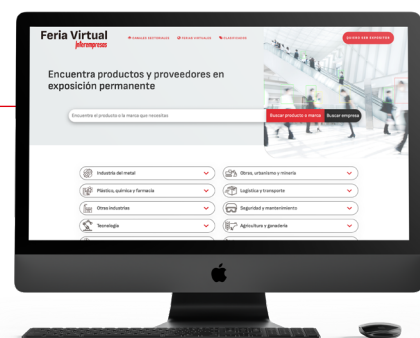 Feria Virtual
Interempresas
CANALES SECTORIALES FERIAS VIRTUALES CLASIFICADOS
QUIERO SER EXPOSITOR
Encuentra productos y proveedores en
exposición permanente
Encuentre el producto o la marca que necesitas
Buscar producto o marca Buscar empresa
Industria del metal
Obras, urbanismo y minería
Plástico, química y farmacia
Logística y transporte
Otras industrias
Seguridad y mantenimiento
Tecnología
Agricultura y ganadería